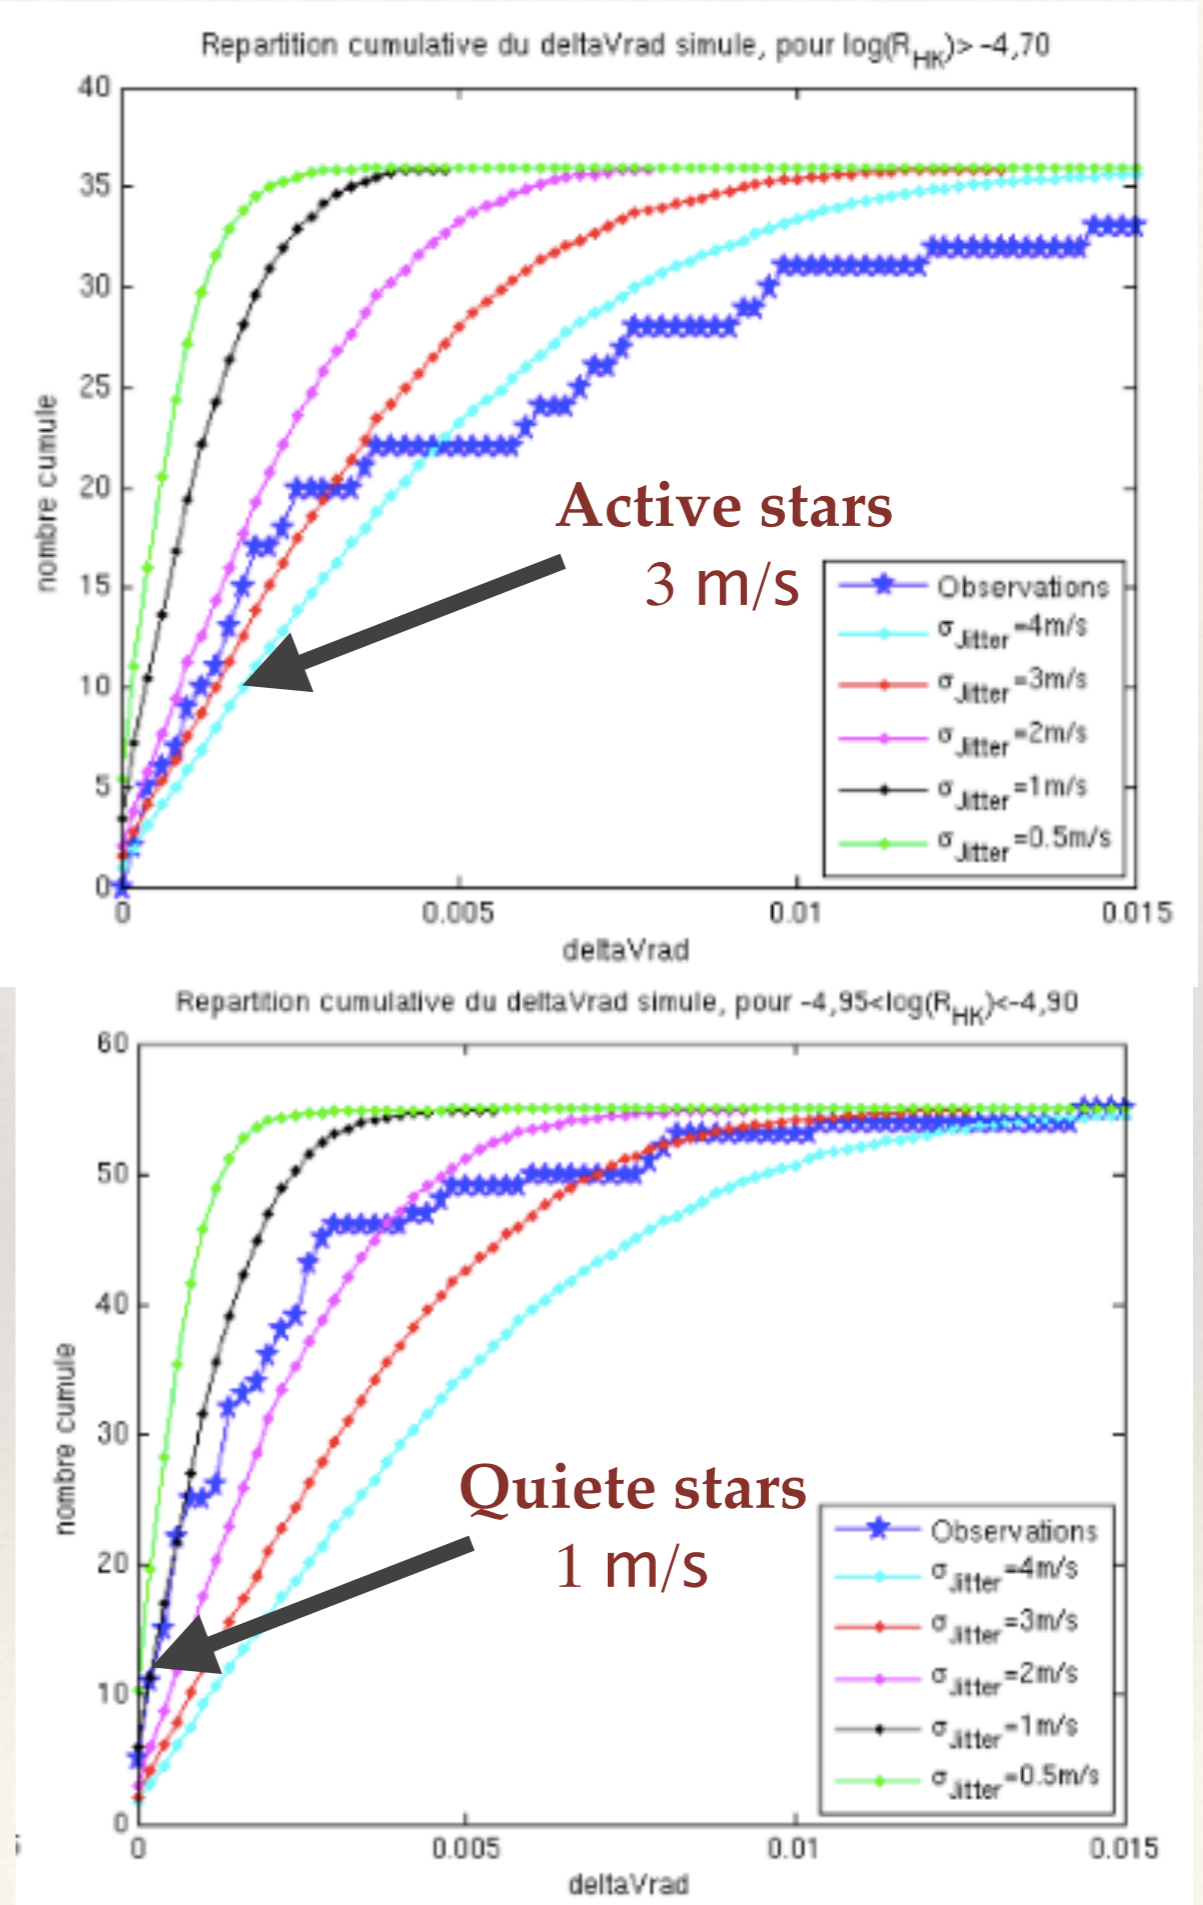 Repartition cumulative du deltaVrad simule, pour log(R_HK)> -4,70
40
35
30
25
20
15
10
5
0
nombre cumule
Active stars
3 m/s
Observations
σ_Jitter=4m/s
σ_Jitter=3m/s
σ_Jitter=2m/s
σ_Jitter=1m/s
σ_Jitter=0.5m/s
0 0.005 0.01 0.015
deltaVrad
Repartition cumulative du deltaVrad simule, pour -4,95<log(R_HK)<-4,90
60
50
40
30
20
10
0
nombre cumule
Quiete stars
1 m/s
Observations
σ_Jitter=4m/s
σ_Jitter=3m/s
σ_Jitter=2m/s
σ_Jitter=1m/s
σ_Jitter=0.5m/s
0 0.005 0.01 0.015
deltaVrad